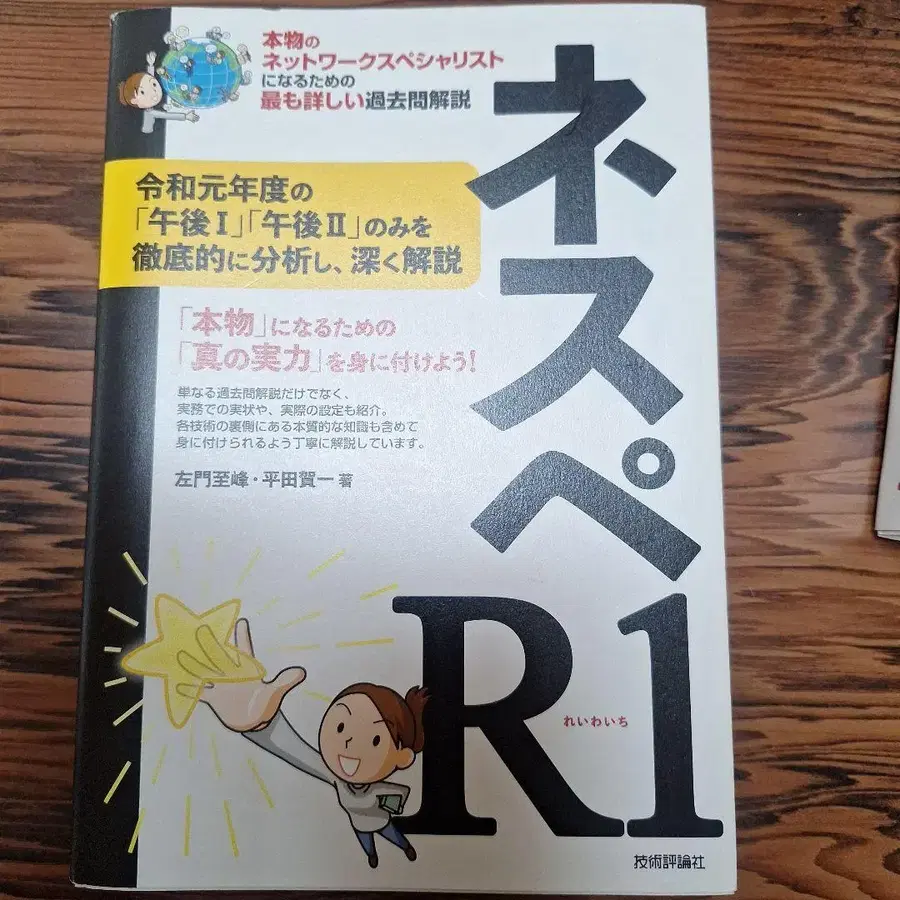 本物の
ネットワークスペシャリスト
になるための
最も詳しい過去問解説
ネスペ
R1
れいわいち
令和元年度の
「午後Ⅰ」「午後Ⅱ」のみを
徹底的に分析し、深く解説
「本物」になるための
「真の実力」を身に付けよう!
単なる過去問解説だけでなく、
実務での実状や、実際の設定も紹介。
各技術の裏側にある本質的な知識も含めて
身に付けられるよう丁寧に解説しています。
左門至峰・平田賀一 著
技術評論社